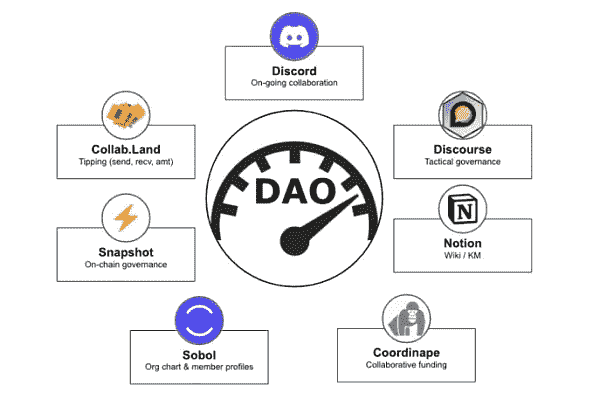 Discord
On-going collaboration
Collab.Land
Tipping (send, recv, amt)
Discourse
Tactical governance
DAO
Snapshot
On-chain governance
N
Notion
Wiki / KM
Sobol
Org chart & member profiles
Coordinape
Collaborative funding